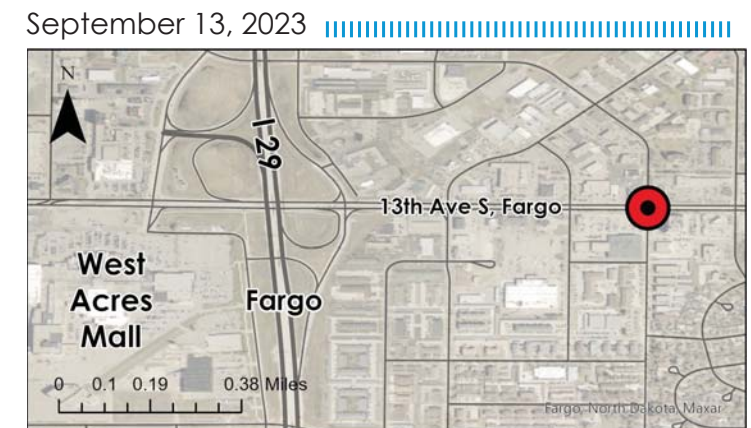 September 13, 2023
N
I-29
13th Ave S, Fargo
West
Acres
Mall
Fargo
0 0.1 0.19 0.38 Miles
Fargo, North Dakota, Maxar